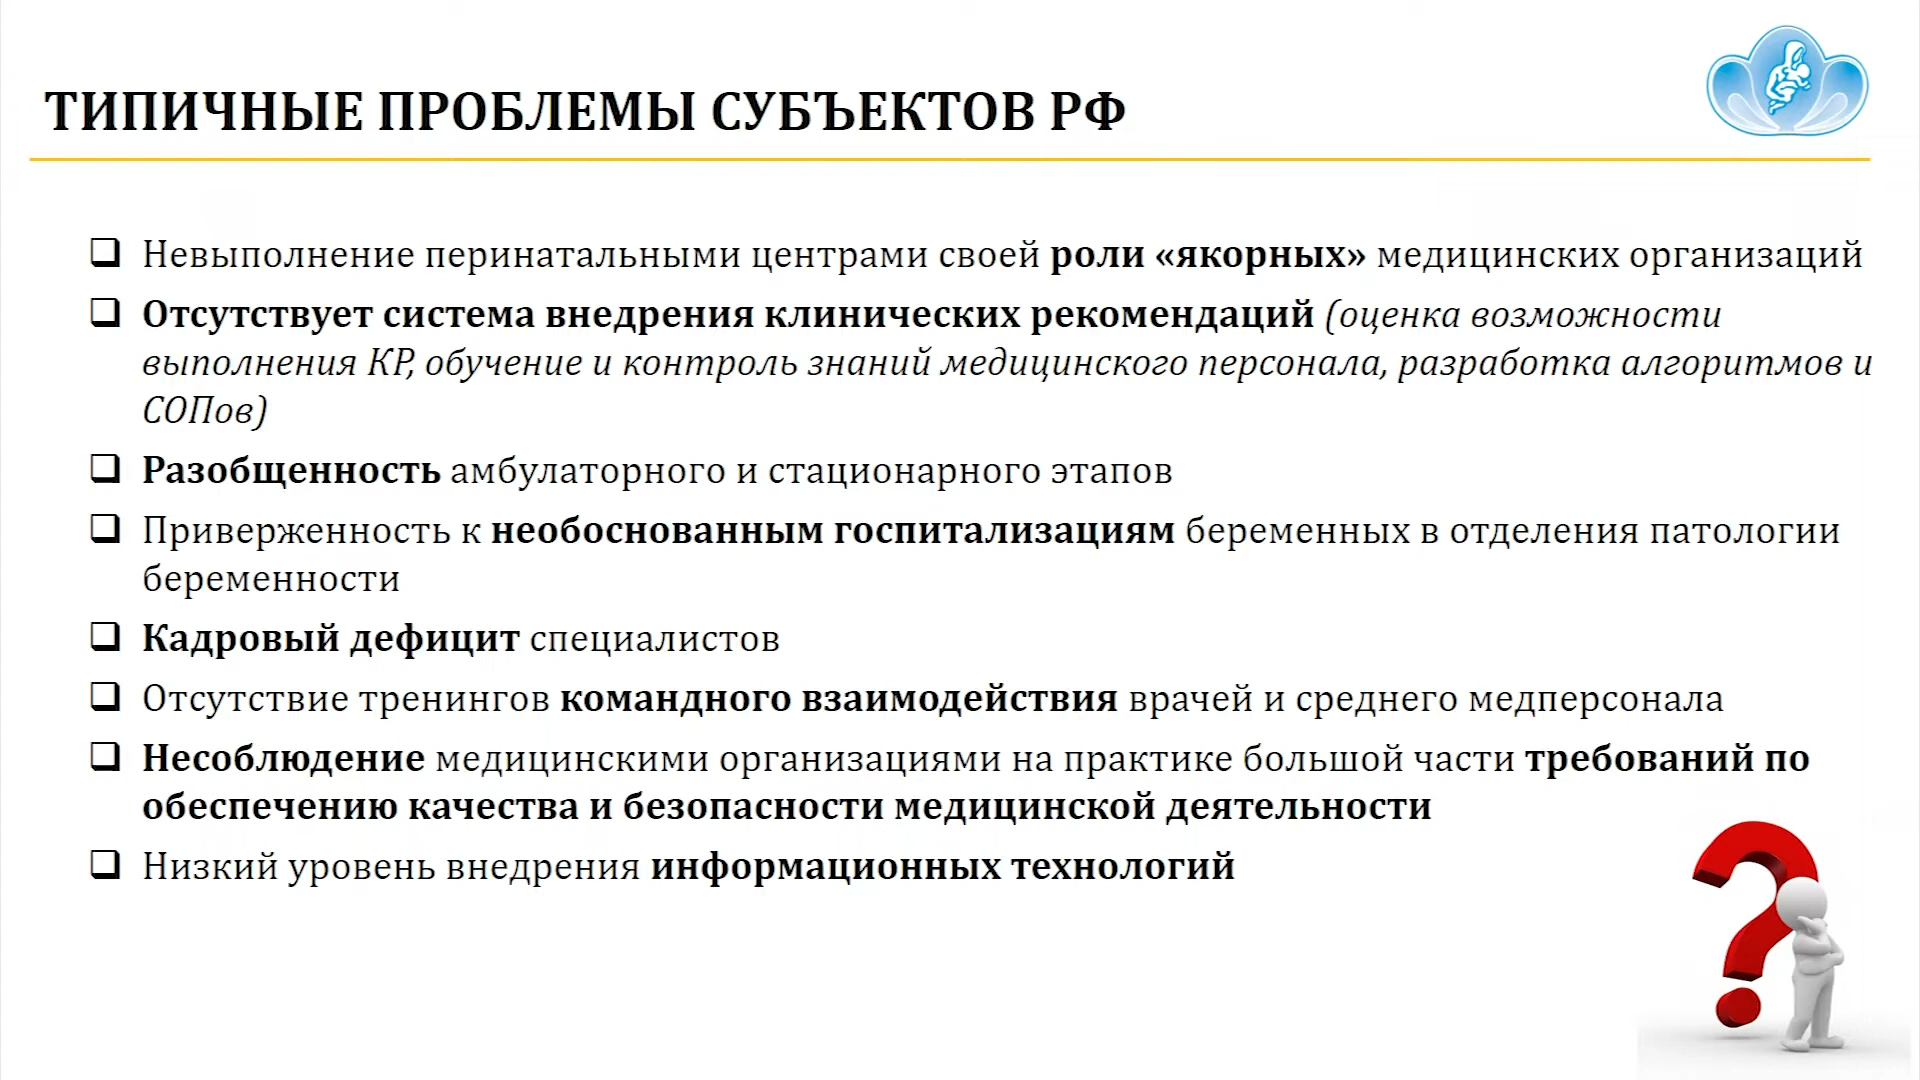 ТИПИЧНЫЕ ПРОБЛЕМЫ СУБЪЕКТОВ РФ
Невыполнение перинатальными центрами своей роли «якорных» медицинских организаций
Отсутствует система внедрения клинических рекомендаций (оценка возможности
выполнения КР, обучение и контроль знаний медицинского персонала, разработка алгоритмов и
СОПов)
Разобщенность амбулаторного и стационарного этапов
Приверженность к необоснованным госпитализациям беременных в отделения патологии
беременности
Кадровый дефицит специалистов
Отсутствие тренингов командного взаимодействия врачей и среднего медперсонала
Несоблюдение медицинскими организациями на практике большой части требований по
обеспечению качества и безопасности медицинской деятельности
Низкий уровень внедрения информационных технологий